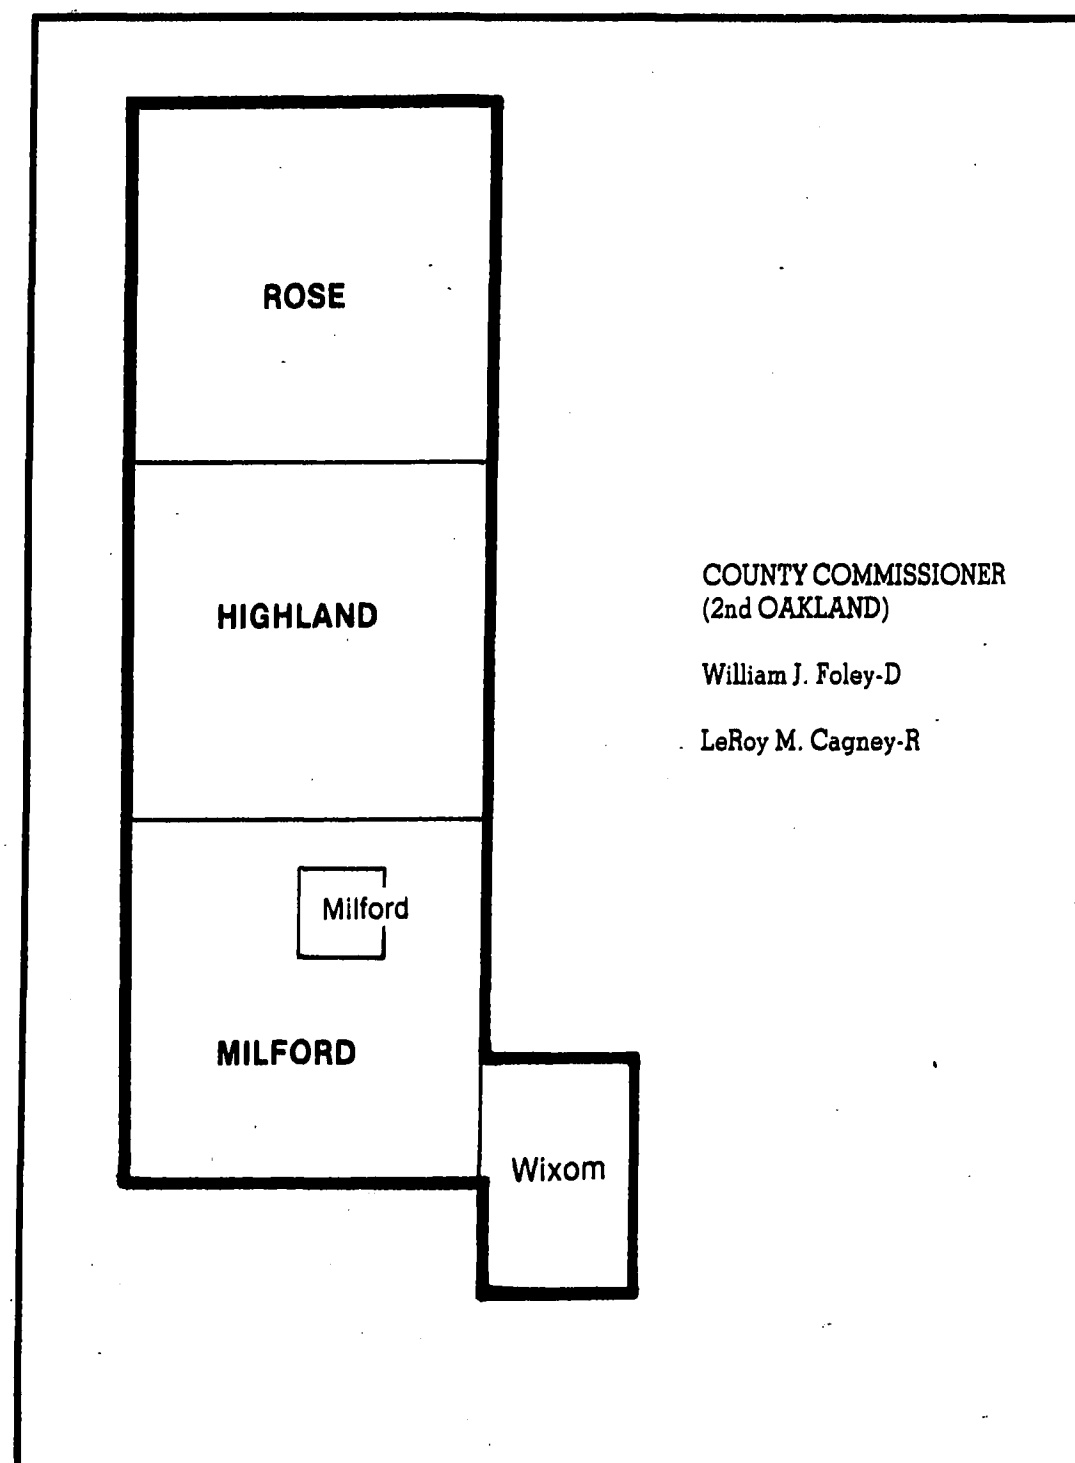 ROSE
HIGHLAND
COUNTY COMMISSIONER
(2nd OAKLAND)
William J. Foley-D
LeRoy M. Cagney-R
Milford
MILFORD
Wixom